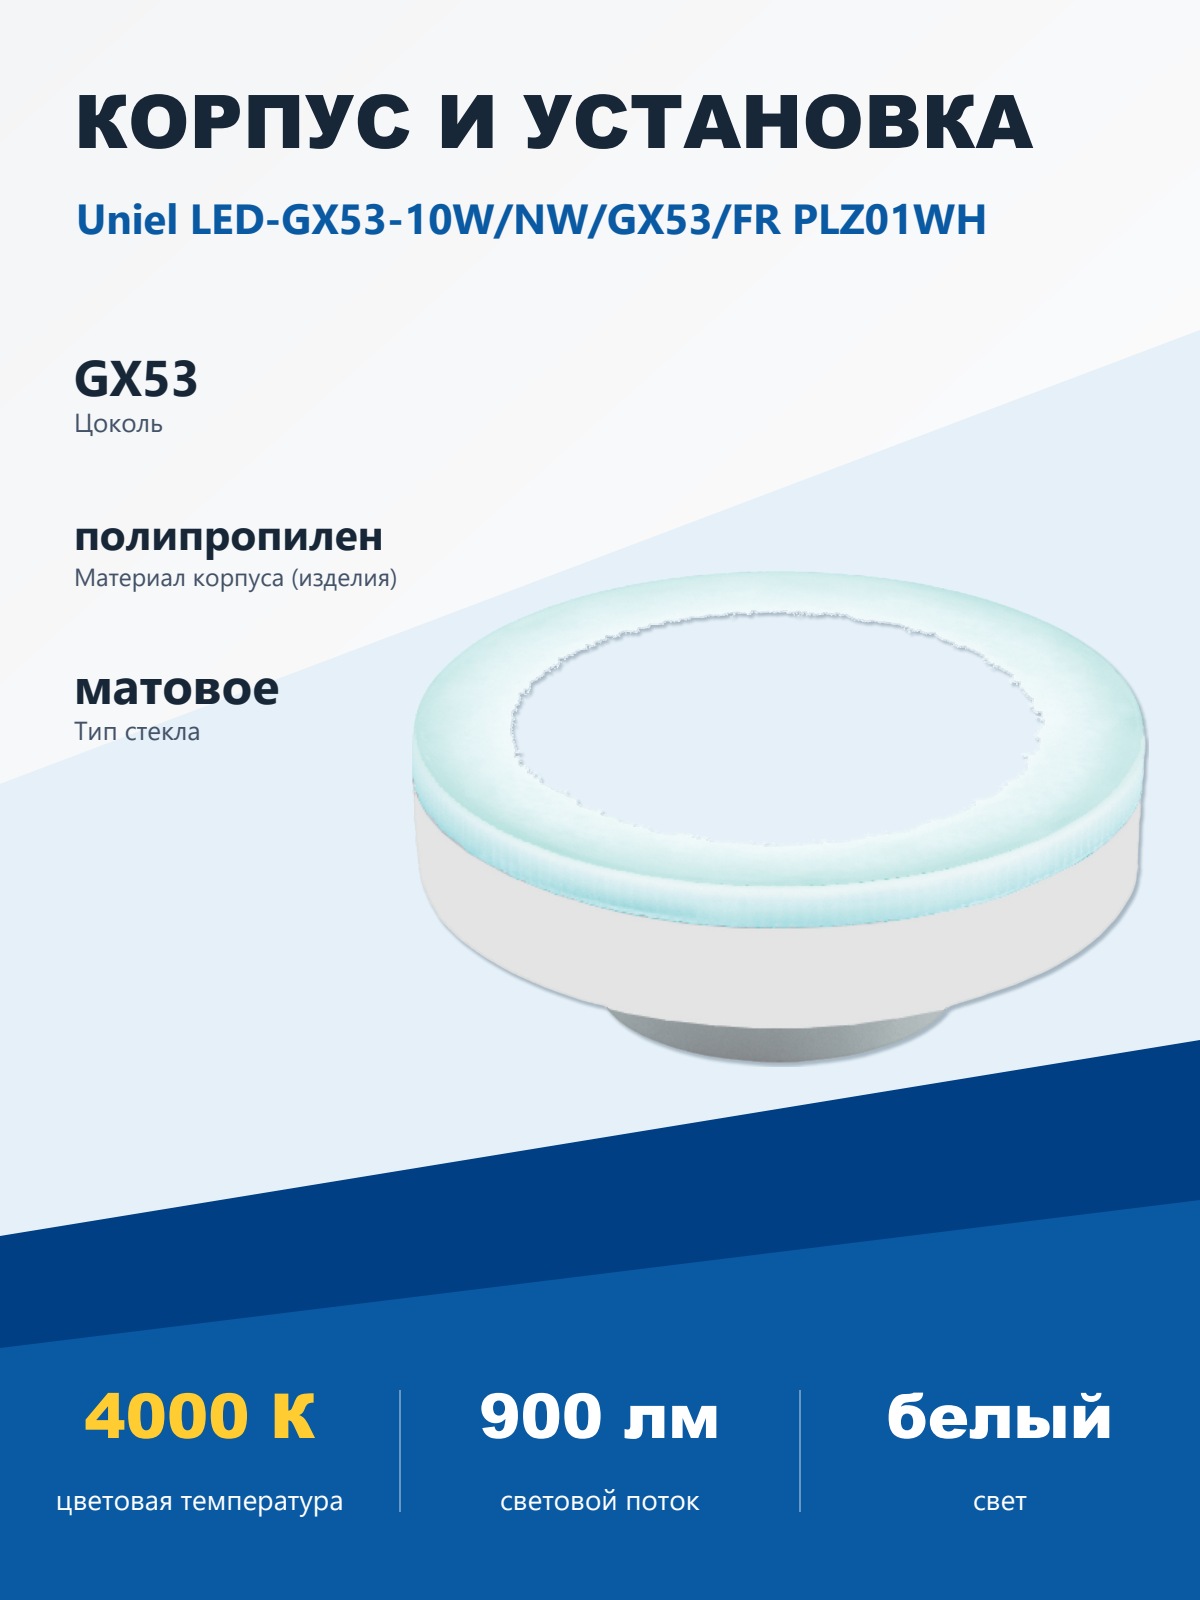 КОРПУС И УСТАНОВКА
Uniel LED-GX53-10W/NW/GX53/FR PLZ01WH
GX53
Цоколь
полипропилен
Материал корпуса (изделия)
матовое
Тип стекла
4000 К
цветовая температура
900 лм
световой поток
белый
свет